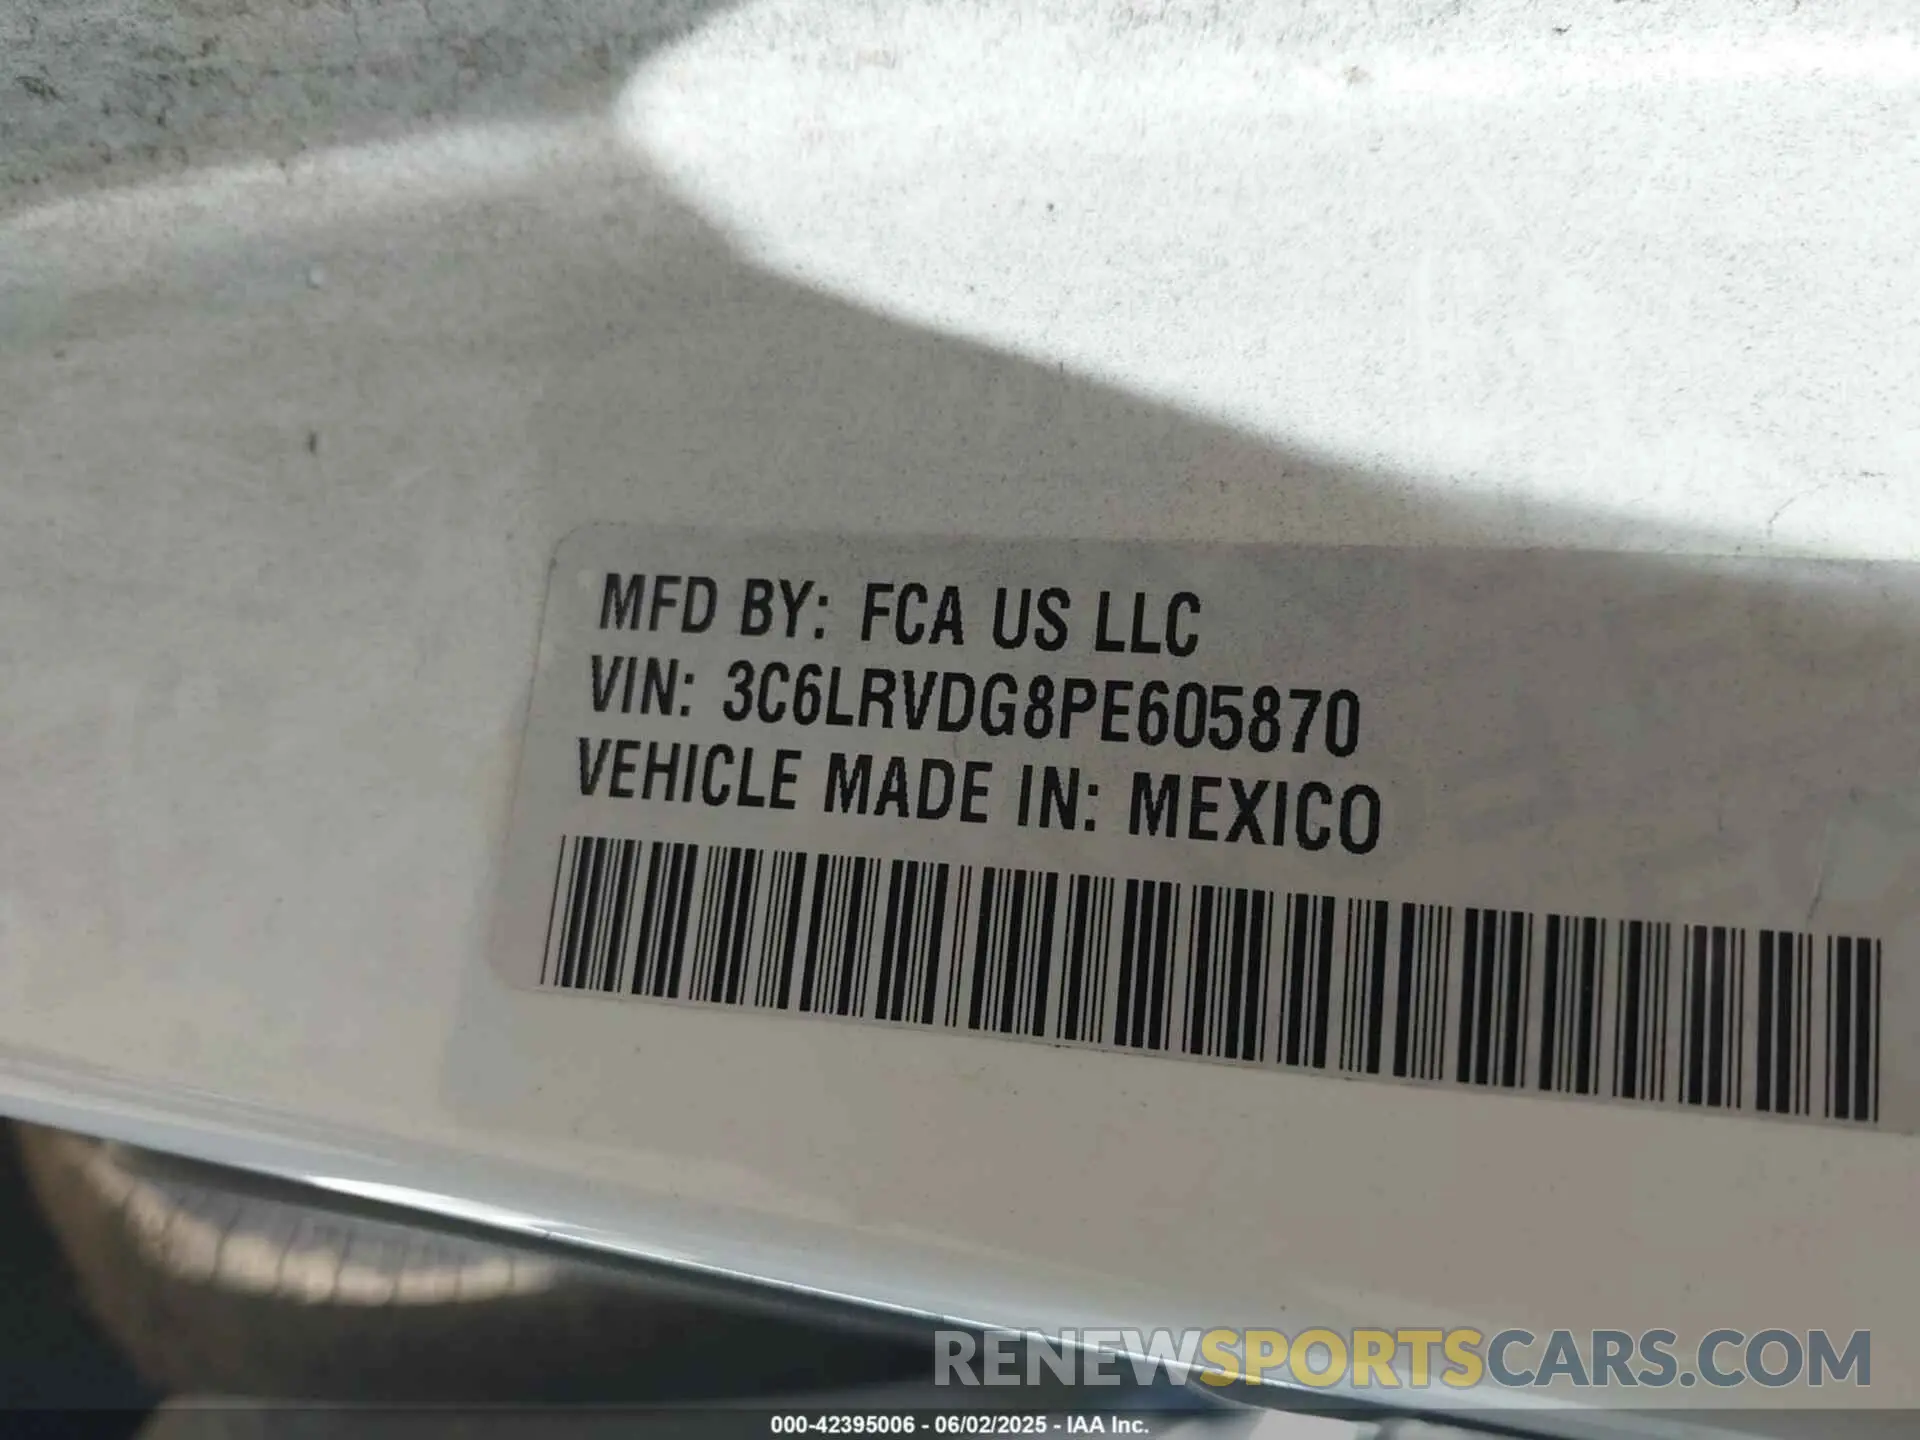 MFD BY: FCA US LLC
VIN: 3C6LRVDG8PE605870
VEHICLE MADE IN: MEXICO
RENEWSPORTSCARS.COM
000-42395006 - 06/02/2025 - IAA Inc.